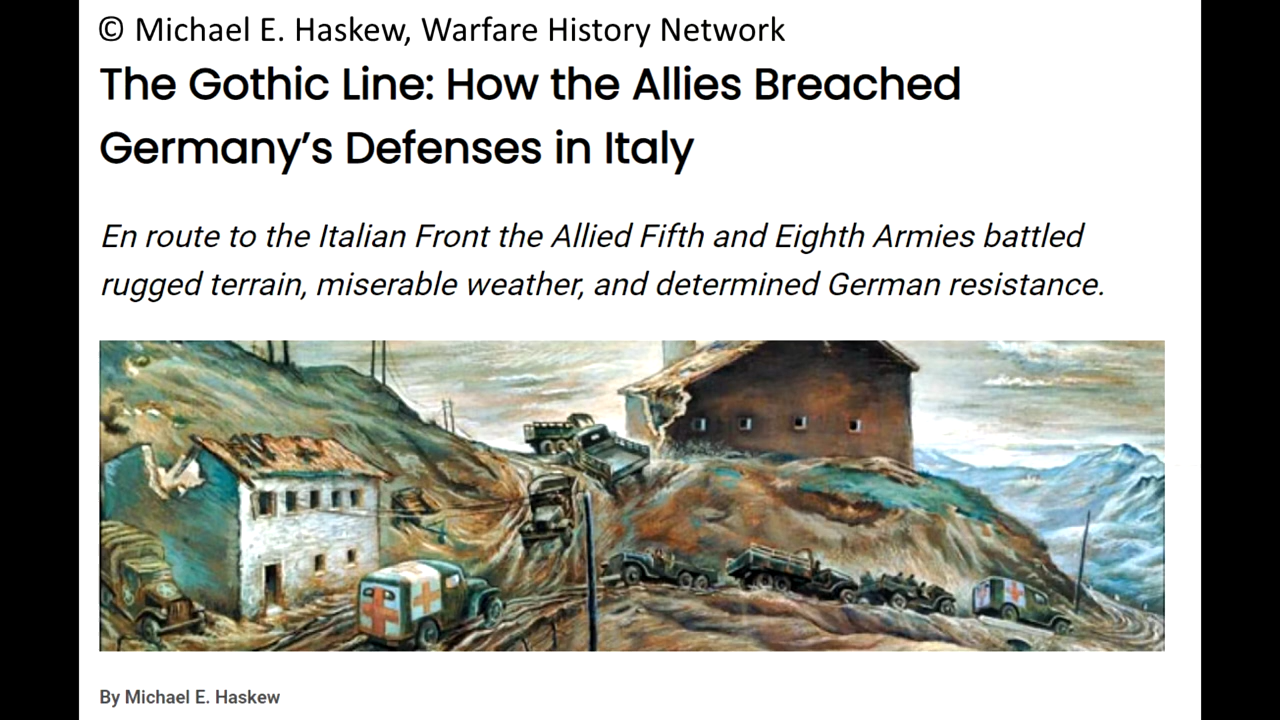 © Michael E. Haskew, Warfare History Network
The Gothic Line: How the Allies Breached
Germany’s Defenses in Italy
En route to the Italian Front the Allied Fifth and Eighth Armies battled
rugged terrain, miserable weather, and determined German resistance.
By Michael E. Haskew